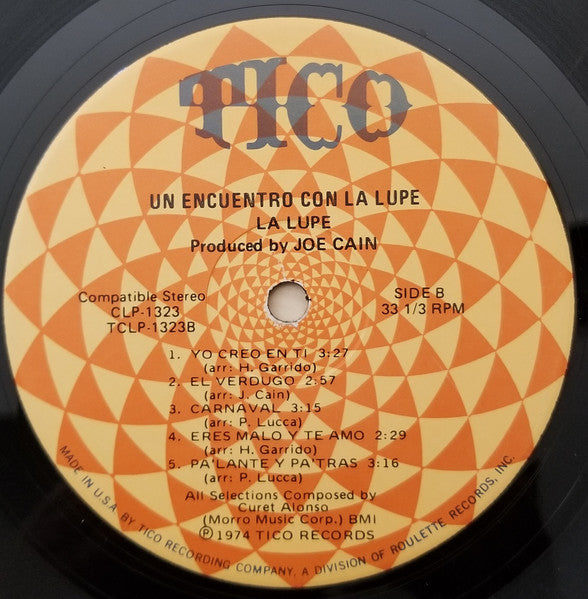 TICO
UN ENCUENTRO CON LA LUPE
LA LUPE
Produced by JOE CAIN
Compatible Stereo
CLP-1323
TCLP-1323B
SIDE B
33 1/3 RPM
1. YO CREO EN TI 3:27
(arr: H. Garrido)
2. EL VERDUGO 2:57
(arr: J. Cain)
3. CARNAVAL 3:15
(arr: P. Lucca)
4. ERES MALO Y TE AMO 2:29
(arr: H. Garrido)
5. PA'LANTE Y PA'TRAS 3:16
(arr: P. Lucca)
All Selections Composed by
Curet Alonso
(Morro Music Corp.) BMI
Ⓟ1974 TICO RECORDS
MADE IN U.S.A. BY TICO RECORDING COMPANY, A DIVISION OF ROULETTE RECORDS, INC.